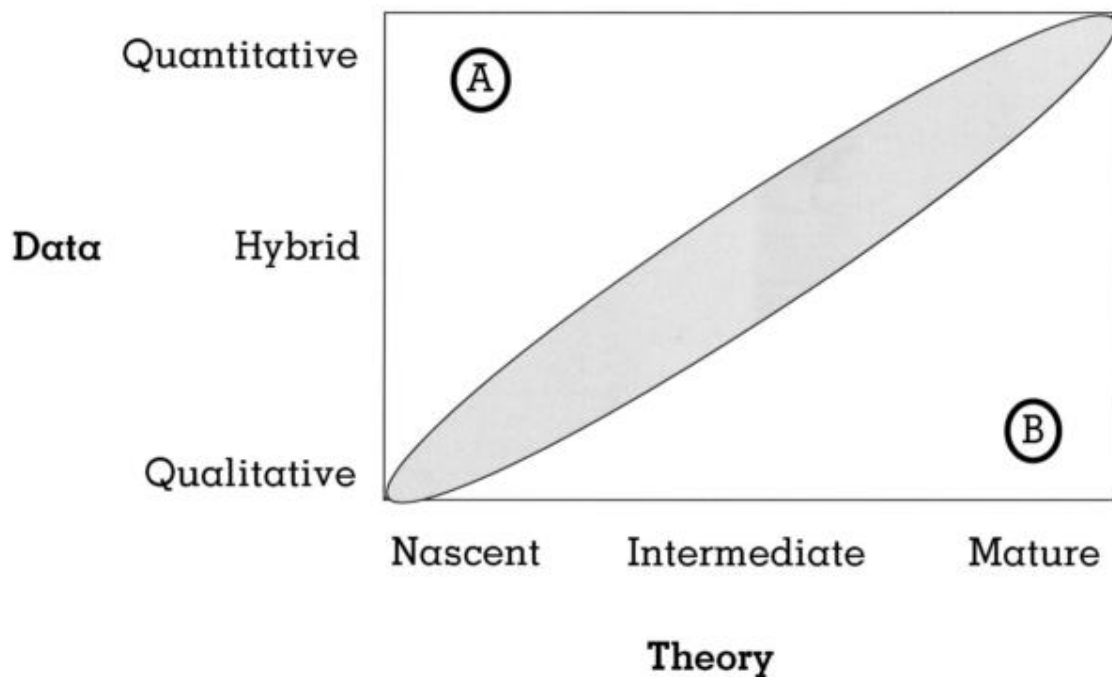 Quantitative
A
Data
Hybrid
B
Qualitative
Nascent Intermediate Mature
Theory